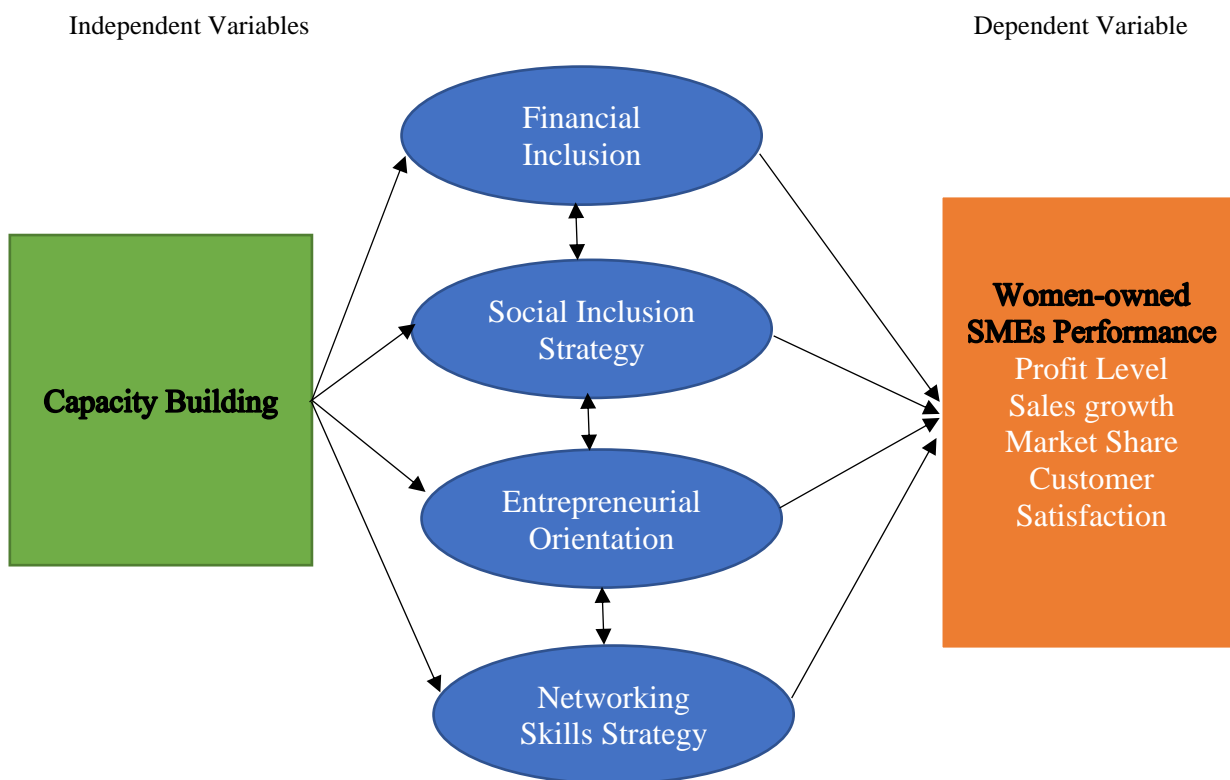 Independent Variables
Dependent Variable
Financial
Inclusion
Social Inclusion
Strategy
Capacity Building
Entrepreneurial
Orientation
Networking
Skills Strategy
Women-owned
SMEs Performance
Profit Level
Sales growth
Market Share
Customer
Satisfaction